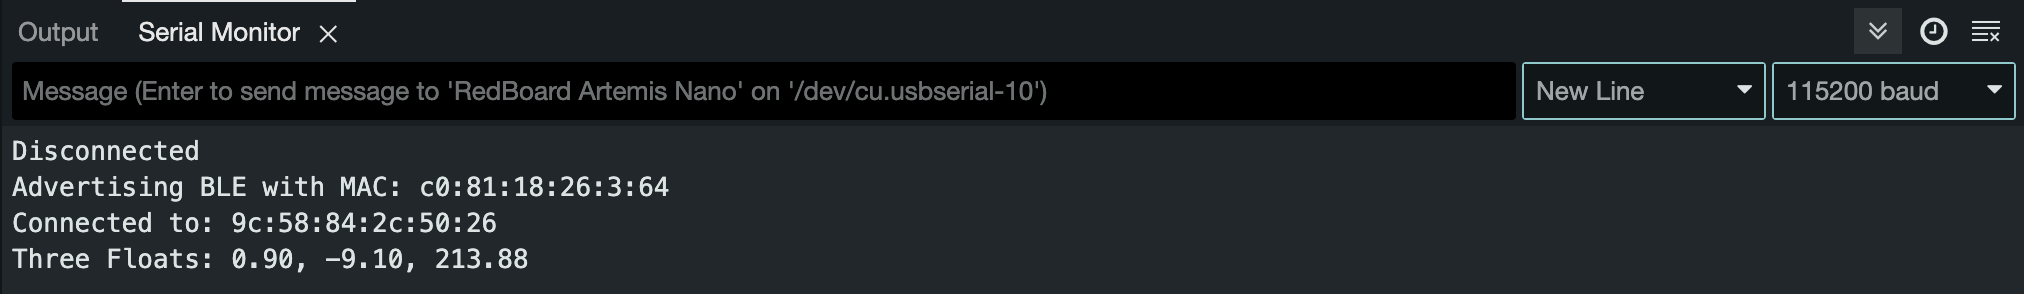 Output Serial Monitor
Message (Enter to send message to 'RedBoard Artemis Nano' on '/dev/cu.usbserial-10') New Line 115200 baud
Disconnected
Advertising BLE with MAC: c0:81:18:26:3:64
Connected to: 9c:58:84:2c:50:26
Three Floats: 0.90, -9.10, 213.88